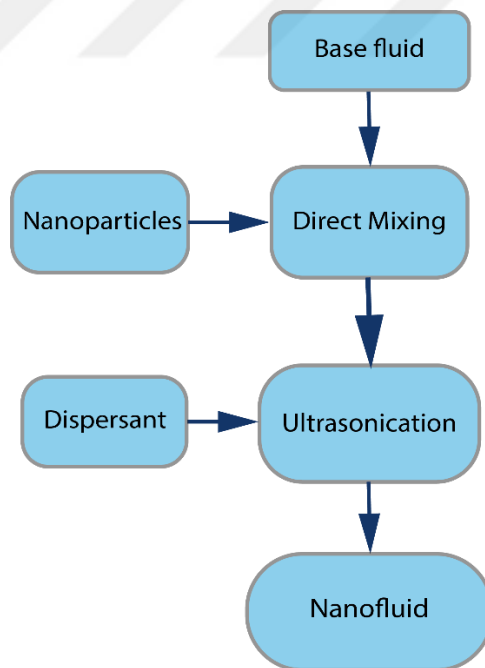 Base fluid
Nanoparticles
Direct Mixing
Dispersant
Ultrasonication
Nanofluid